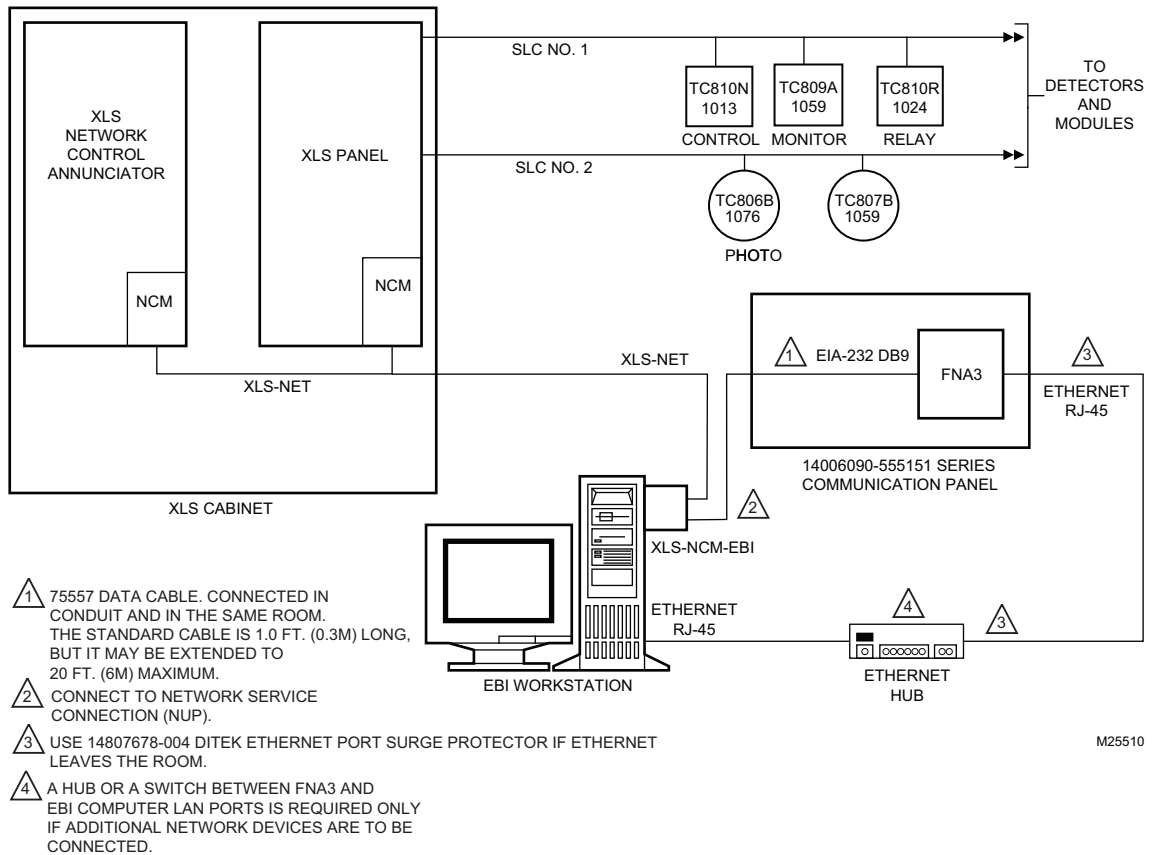 XLS
NETWORK
CONTROL
ANNUNCIATOR
NCM
XLS PANEL
NCM
XLS-NET
XLS CABINET
SLC NO. 1
TC810N
1013
CONTROL
TC809A
1059
MONITOR
TC810R
1024
RELAY
TO
DETECTORS
AND
MODULES
SLC NO. 2
TC806B
1076
PHOTO
TC807B
1059
XLS-NET
1
EIA-232 DB9
FNA3
3
ETHERNET
RJ-45
14006090-555151 SERIES
COMMUNICATION PANEL
2
XLS-NCM-EBI
ETHERNET
RJ-45
EBI WORKSTATION
4
3
ETHERNET
HUB
1 75557 DATA CABLE. CONNECTED IN
CONDUIT AND IN THE SAME ROOM.
THE STANDARD CABLE IS 1.0 FT. (0.3M) LONG,
BUT IT MAY BE EXTENDED TO
20 FT. (6M) MAXIMUM.
2 CONNECT TO NETWORK SERVICE
CONNECTION (NUP).
3 USE 14807678-004 DITEK ETHERNET PORT SURGE PROTECTOR IF ETHERNET
LEAVES THE ROOM.
4 A HUB OR A SWITCH BETWEEN FNA3 AND
EBI COMPUTER LAN PORTS IS REQUIRED ONLY
IF ADDITIONAL NETWORK DEVICES ARE TO BE
CONNECTED.
M25510